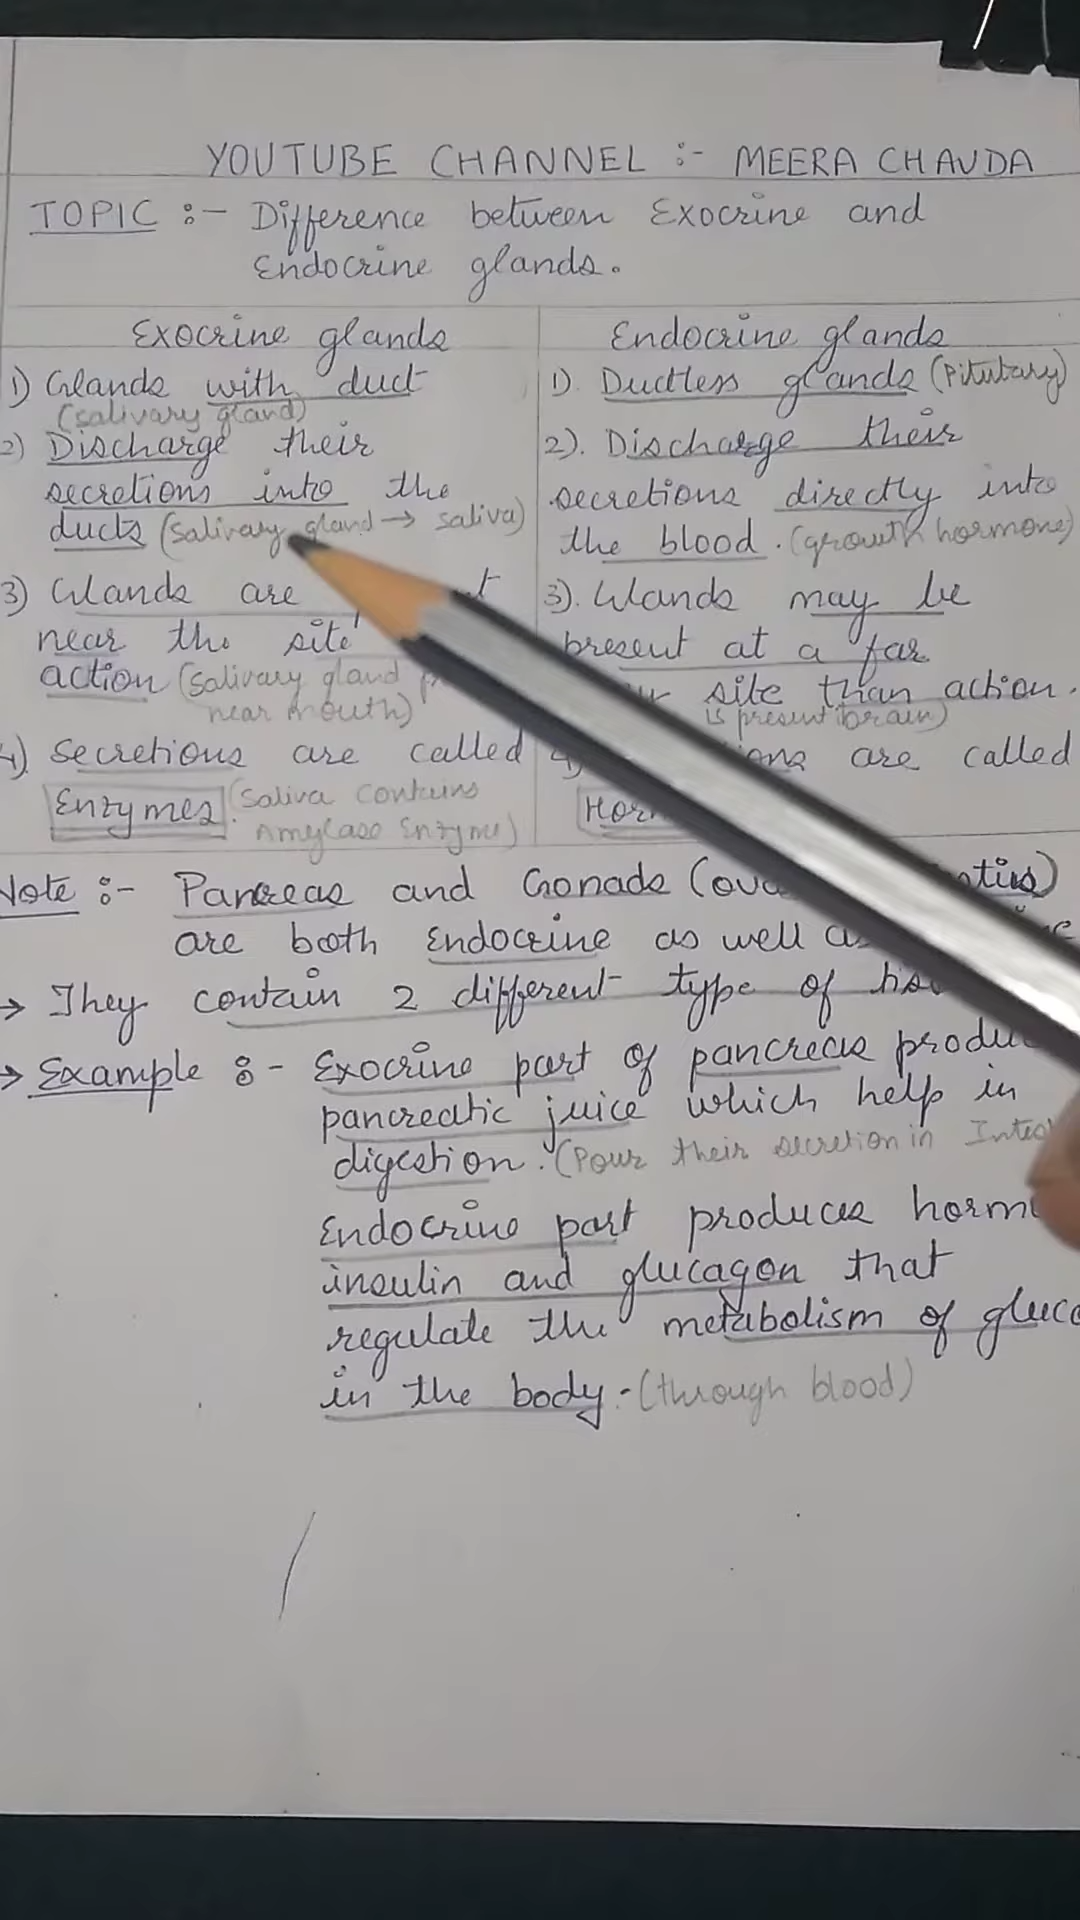 YOUTUBE CHANNEL :- MEERA CHAVDA
TOPIC :- Difference between Exocrine and
Endocrine glands.
Exocrine glands
1) Glands with duct
(salivary gland)
2) Discharge their
secretions into the
ducts (salivary gland → saliva)
3) Glands are
near the site
action (salivary gland
near mouth)
4) secretions are called
Enzymes. (Saliva contains
Amylase Enzyme)
Endocrine glands
1). Ductless glands (Pitutary)
2). Discharge their
secretions directly into
the blood. (growth hormone)
3). Glands may be
present at a far
site than action.
is present brain)
are called
Note :- Pancreas and Gonads
are both Endocrine as well
→ They contain 2 different type of
→ Example :- Exocrine part of pancreas
pancreatic juice which help in
digestion. (Pour their secretion in
Endocrine part produces
insulin and glucagon that
regulate the metabolism of
in the body. (through blood)